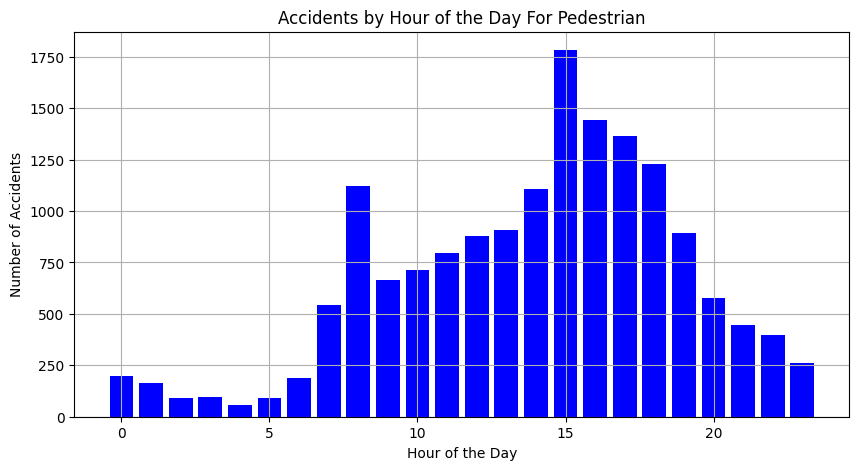 Accidents by Hour of the Day For Pedestrian
Number of Accidents
1750
1500
1250
1000
750
500
250
0
0 5 10 15 20
Hour of the Day